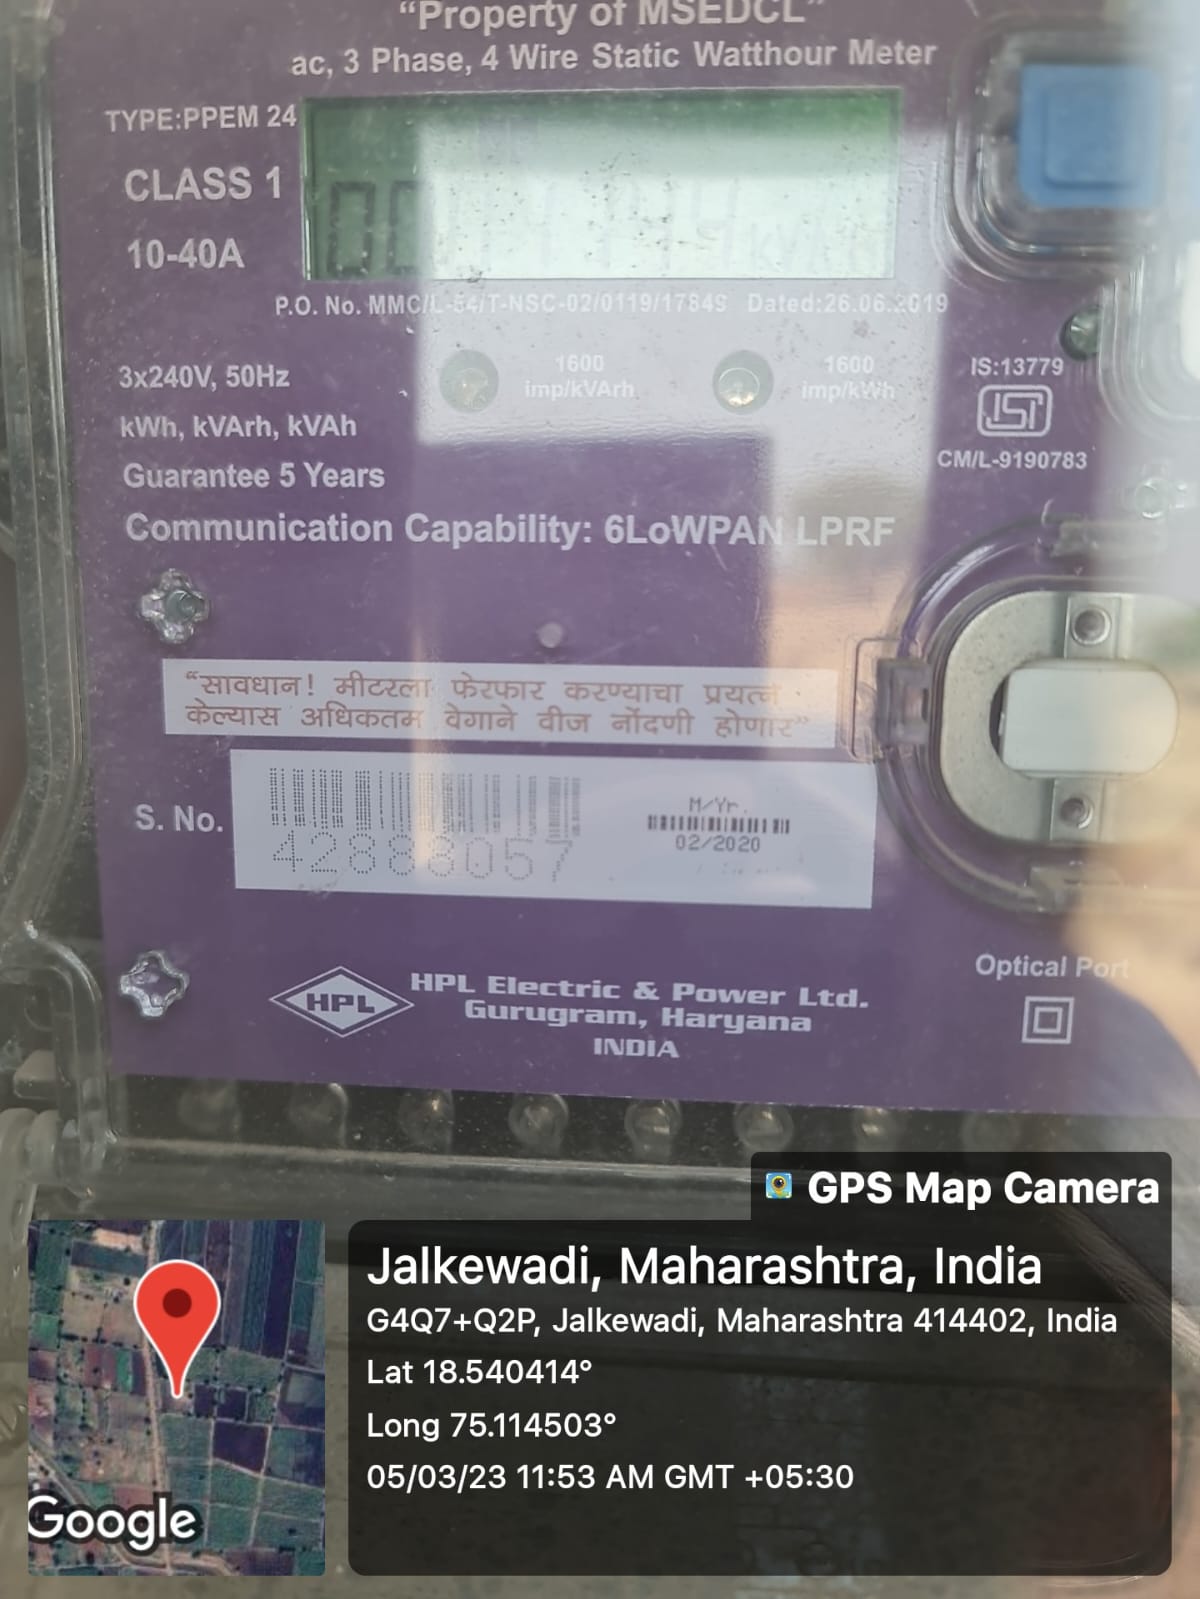 “Property of MSEDCL”
ac, 3 Phase, 4 Wire Static Watthour Meter
TYPE:PPEM 24
CLASS 1
10-40A
P.O. No. MMC/L-54/T-NSC-02/0119/17849 Dated:26.06.2019
1600
imp/kVArh
1600
imp/kWh
IS:13779
ISI
CM/L-9190783
3x240V, 50Hz
kWh, kVArh, kVAh
Guarantee 5 Years
Communication Capability: 6LoWPAN LPRF
“सावधान! मीटरला फेरफार करण्याचा प्रयत्न
केल्यास अधिकतम वेगाने वीज नोंदणी होणार”
S. No.
42888057
M/Yr.
02/2020
HPL
HPL Electric & Power Ltd.
Gurugram, Haryana
INDIA
Optical Port
GPS Map Camera
Jalkewadi, Maharashtra, India
G4Q7+Q2P, Jalkewadi, Maharashtra 414402, India
Lat 18.540414°
Long 75.114503°
05/03/23 11:53 AM GMT +05:30
Google